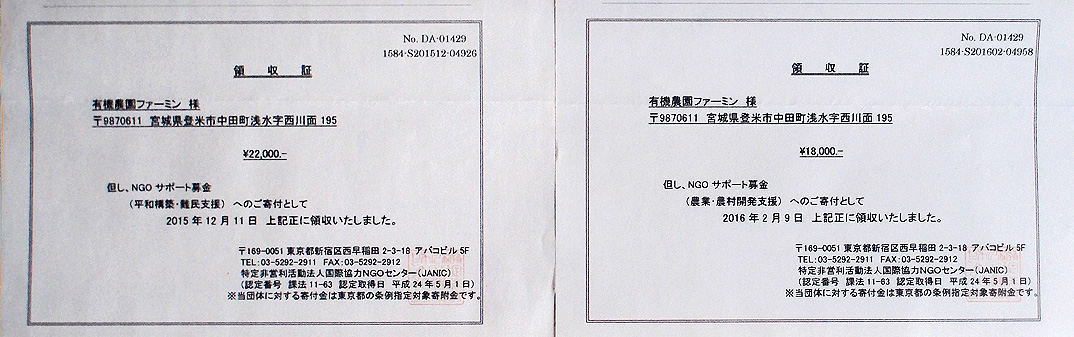 No. DA-01429
1584-S201512-04926
領 収 証
有機農園ファーミン 様
〒9870611 宮城県登米市中田町浅水字西川面 195
¥22,000.-
但し、NGO サポート募金
(平和構築・難民支援) へのご寄付として
2015 年 12 月 11 日 上記正に領収いたしました。
〒169-0051 東京都新宿区西早稲田 2-3-18 アバコビル 5F
TEL:03-5292-2911 FAX:03-5292-2912
特定非営利活動法人国際協力NGOセンター(JANIC)
(認定番号 課法 11-63 認定取得日 平成 24 年 5 月 1 日)
※当団体に対する寄付金は東京都の条例指定対象寄附金です。
No. DA-01429
1584-S201602-04958
領 収 証
有機農園ファーミン 様
〒9870611 宮城県登米市中田町浅水字西川面 195
¥18,000.-
但し、NGO サポート募金
(農業・農村開発支援) へのご寄付として
2016 年 2 月 9 日 上記正に領収いたしました。
〒169-0051 東京都新宿区西早稲田 2-3-18 アバコビル 5F
TEL:03-5292-2911 FAX:03-5292-2912
特定非営利活動法人国際協力NGOセンター(JANIC)
(認定番号 課法 11-63 認定取得日 平成 24 年 5 月 1 日)
※当団体に対する寄付金は東京都の条例指定対象寄附金です。